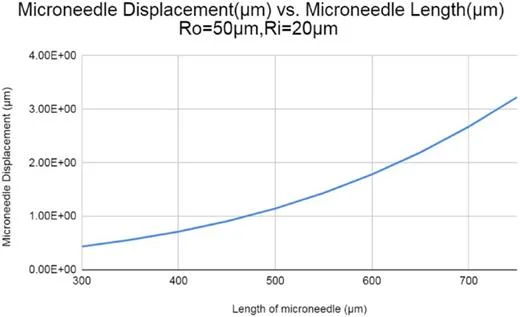 Microneedle Displacement(μm) vs. Microneedle Length(μm)
Ro=50μm,Ri=20μm
Microneedle Displacement (μm)
4.00E+00
3.00E+00
2.00E+00
1.00E+00
0.00E+00
300
400
500
600
700
Length of microneedle (μm)